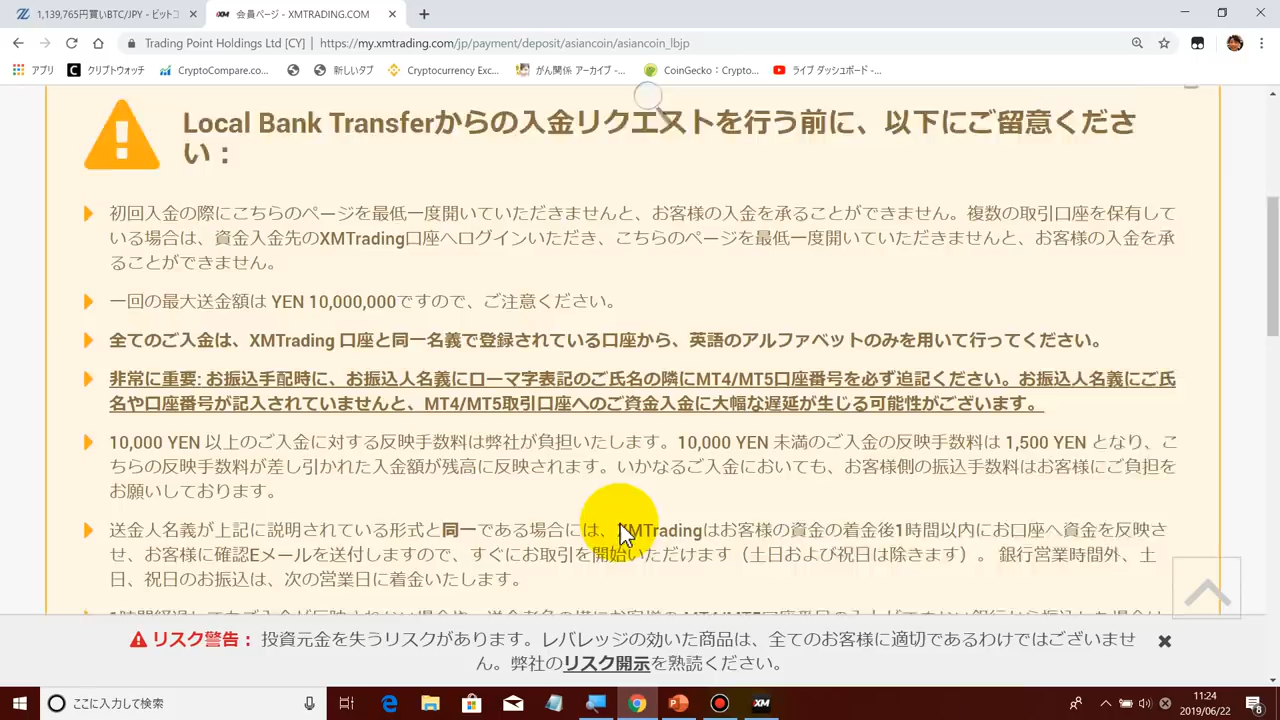 1,139,765円買いBTC/JPY - ビットコ
会員ページ - XMTRADING.COM
Trading Point Holdings Ltd [CY] | https://my.xmtrading.com/jp/payment/deposit/asiancoin/asiancoin_lbjp
アプリ クリプトウォッチ CryptoCompare.co... 新しいタブ Cryptocurrency Exc... がん関係 アーカイブ -... CoinGecko：Crypto... ライブ ダッシュボード -...
Local Bank Transferからの入金リクエストを行う前に、以下にご留意くださ
い：
初回入金の際にこちらのページを最低一度開いていただきませんと、お客様の入金を承ることができません。複数の取引口座を保有して
いる場合は、資金入金先のXMTrading口座へログインいただき、こちらのページを最低一度開いていただきませんと、お客様の入金を承
ることができません。
一回の最大送金額は YEN 10,000,000ですので、ご注意ください。
全てのご入金は、XMTrading 口座と同一名義で登録されている口座から、英語のアルファベットのみを用いて行ってください。
非常に重要: お振込手配時に、お振込人名義にローマ字表記のご氏名の隣にMT4/MT5口座番号を必ず追記ください。お振込人名義にご氏
名や口座番号が記入されていませんと、MT4/MT5取引口座へのご資金入金に大幅な遅延が生じる可能性がございます。
10,000 YEN 以上のご入金に対する反映手数料は弊社が負担いたします。10,000 YEN 未満のご入金の反映手数料は 1,500 YEN となり、こ
ちらの反映手数料が差し引かれた入金額が残高に反映されます。いかなるご入金においても、お客様側の振込手数料はお客様にご負担を
お願いしております。
送金人名義が上記に説明されている形式と同一である場合には、XMTradingはお客様の資金の着金後1時間以内にお口座へ資金を反映さ
せ、お客様に確認Eメールを送付しますので、すぐにお取引を開始いただけます（土日および祝日は除きます）。 銀行営業時間外、土
日、祝日のお振込は、次の営業日に着金いたします。
リスク警告： 投資元金を失うリスクがあります。レバレッジの効いた商品は、全てのお客様に適切であるわけではございませ
ん。弊社のリスク開示を熟読ください。
ここに入力して検索
XM
11:24
2019/06/22
8